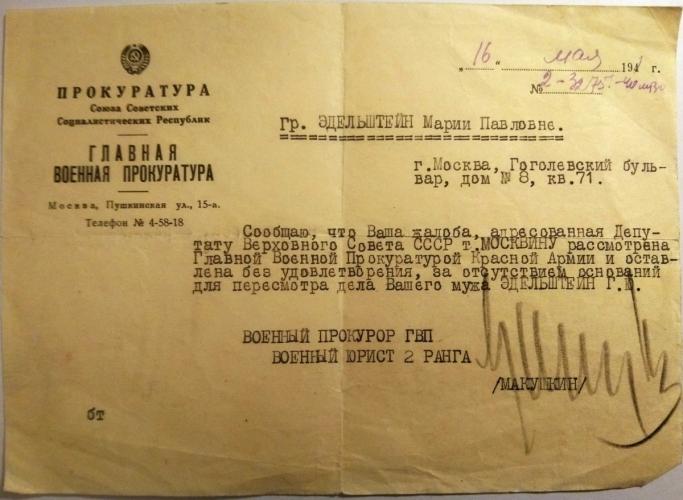 ПРОКУРАТУРА
Союза Советских
Социалистических Республик
ГЛАВНАЯ
ВОЕННАЯ ПРОКУРАТУРА
Москва, Пушкинская ул., 15-а.
Телефон № 4-58-18
"16" мая 1941 г.
№
Гр. ЭДЕЛЬШТЕЙН Марии Павловне.
г.Москва, Гоголевский буль-
вар, дом № 8, кв.71.
Сообщаю, что Ваша жалоба, адресованная Депу-
тату Верховного Совета СССР т.МОСКВИНУ рассмотрена
Главной Военной Прокуратурой Красной Армии и остав-
лена без удовлетворения, за отсутствием оснований
для пересмотра дела Вашего мужа ЭДЕЛЬШТЕЙН Г.Ю.
ВОЕННЫЙ ПРОКУРОР ГВП
ВОЕННЫЙ ЮРИСТ 2 РАНГА
/МАКУШКИН/
бт